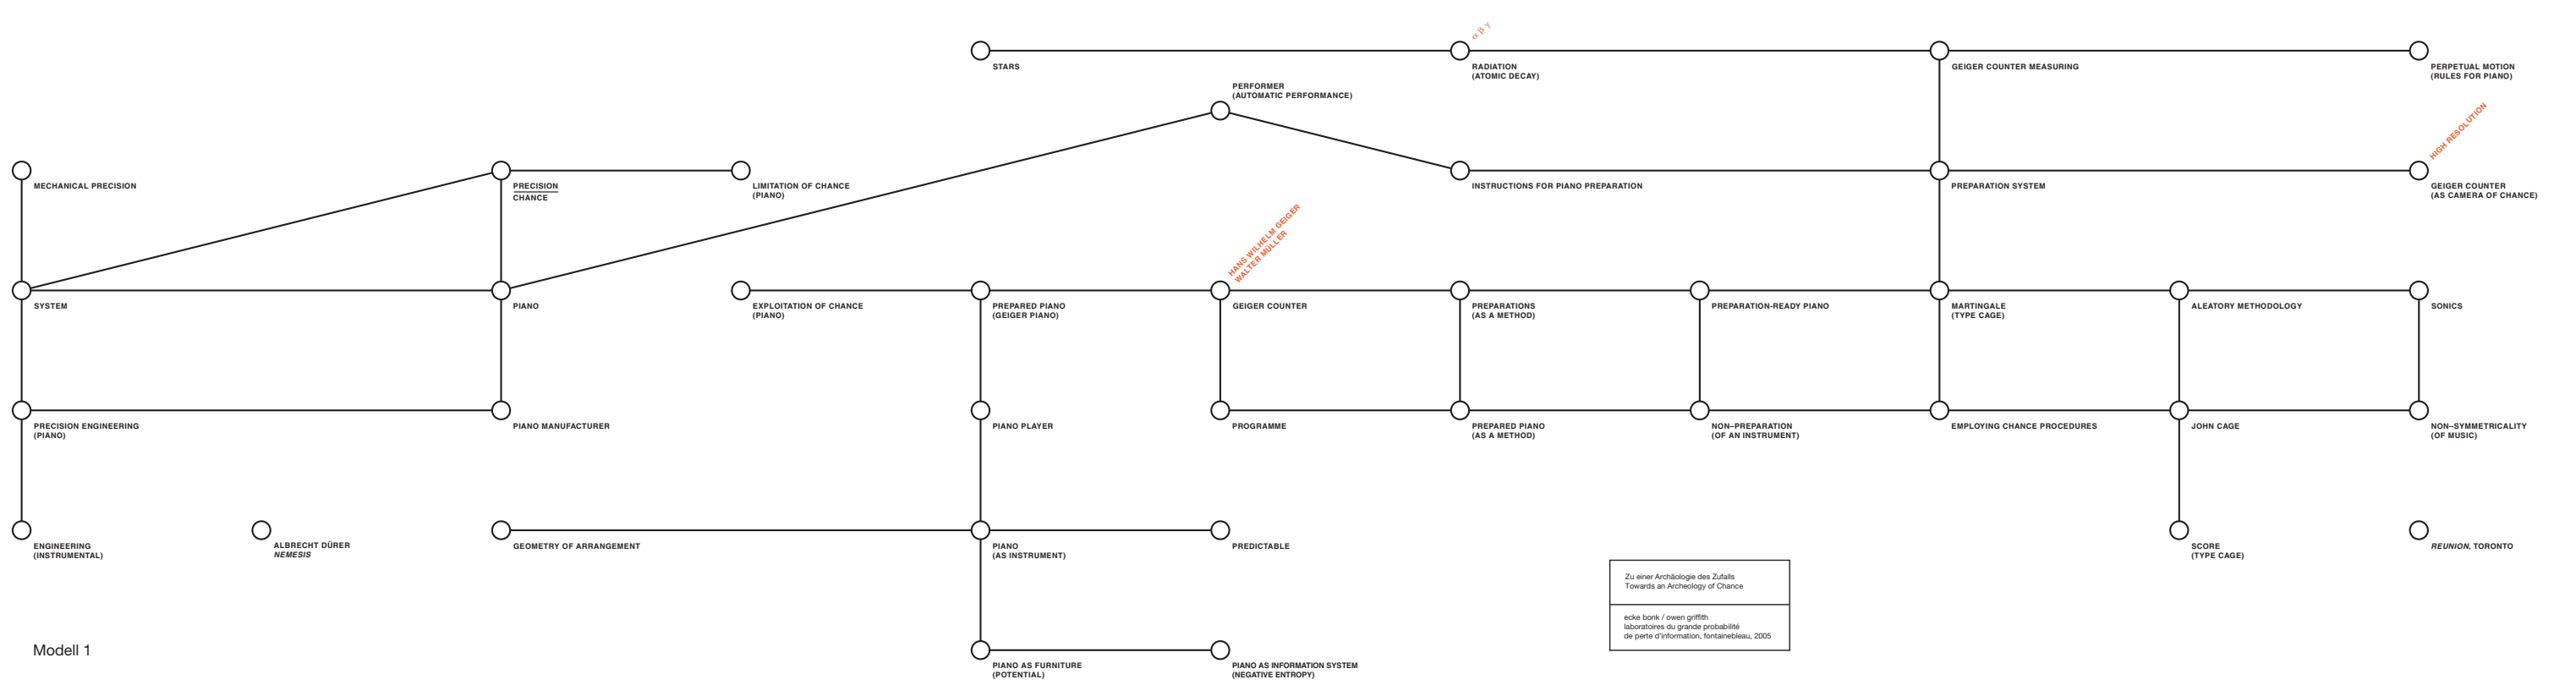 α β γ
STARS
RADIATION
(ATOMIC DECAY)
GEIGER COUNTER MEASURING
PERPETUAL MOTION
(RULES FOR PIANO)
PERFORMER
(AUTOMATIC PERFORMANCE)
HIGH RESOLUTION
MECHANICAL PRECISION
PRECISION
CHANCE
LIMITATION OF CHANCE
(PIANO)
INSTRUCTIONS FOR PIANO PREPARATION
PREPARATION SYSTEM
GEIGER COUNTER
(AS CAMERA OF CHANCE)
HANS WILHELM GEIGER
WALTER MÜLLER
SYSTEM
PIANO
EXPLOITATION OF CHANCE
(PIANO)
PREPARED PIANO
(GEIGER PIANO)
GEIGER COUNTER
PREPARATIONS
(AS A METHOD)
PREPARATION-READY PIANO
MARTINGALE
(TYPE CAGE)
ALEATORY METHODOLOGY
SONICS
PRECISION ENGINEERING
(PIANO)
PIANO MANUFACTURER
PIANO PLAYER
PROGRAMME
PREPARED PIANO
(AS A METHOD)
NON–PREPARATION
(OF AN INSTRUMENT)
EMPLOYING CHANCE PROCEDURES
JOHN CAGE
NON–SYMMETRICALITY
(OF MUSIC)
ENGINEERING
(INSTRUMENTAL)
ALBRECHT DÜRER
NEMESIS
GEOMETRY OF ARRANGEMENT
PIANO
(AS INSTRUMENT)
PREDICTABLE
SCORE
(TYPE CAGE)
REUNION, TORONTO
Zu einer Archäologie des Zufalls
Towards an Archeology of Chance
ecke bonk / owen griffith
laboratoires du grande probabilité
de perte d'information, fontainebleau, 2005
Modell 1
PIANO AS FURNITURE
(POTENTIAL)
PIANO AS INFORMATION SYSTEM
(NEGATIVE ENTROPY)